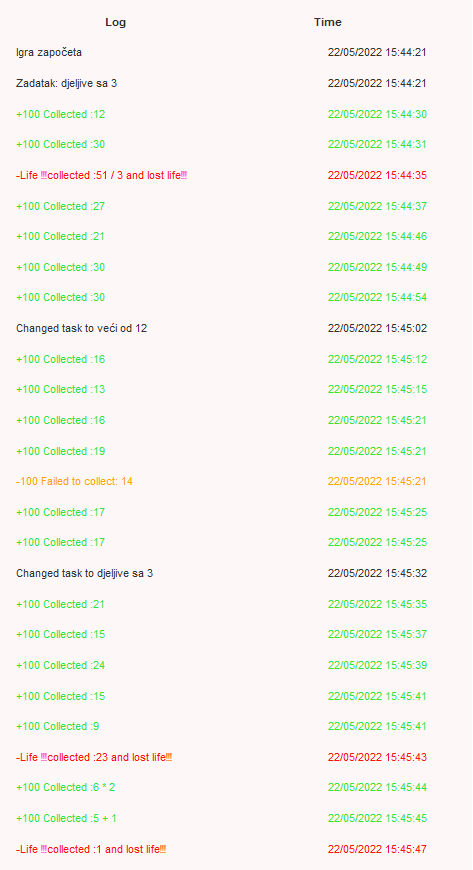 Log Time
Igra započeta 22/05/2022 15:44:21
Zadatak: djeljive sa 3 22/05/2022 15:44:21
+100 Collected :12 22/05/2022 15:44:30
+100 Collected :30 22/05/2022 15:44:31
-Life !!!collected :51 / 3 and lost life!!! 22/05/2022 15:44:35
+100 Collected :27 22/05/2022 15:44:37
+100 Collected :21 22/05/2022 15:44:46
+100 Collected :30 22/05/2022 15:44:49
+100 Collected :30 22/05/2022 15:44:54
Changed task to veći od 12 22/05/2022 15:45:02
+100 Collected :16 22/05/2022 15:45:12
+100 Collected :13 22/05/2022 15:45:15
+100 Collected :16 22/05/2022 15:45:21
+100 Collected :19 22/05/2022 15:45:21
-100 Failed to collect: 14 22/05/2022 15:45:21
+100 Collected :17 22/05/2022 15:45:25
+100 Collected :17 22/05/2022 15:45:25
Changed task to djeljive sa 3 22/05/2022 15:45:32
+100 Collected :21 22/05/2022 15:45:35
+100 Collected :15 22/05/2022 15:45:37
+100 Collected :24 22/05/2022 15:45:39
+100 Collected :15 22/05/2022 15:45:41
+100 Collected :9 22/05/2022 15:45:41
-Life !!!collected :23 and lost life!!! 22/05/2022 15:45:43
+100 Collected :6 * 2 22/05/2022 15:45:44
+100 Collected :5 + 1 22/05/2022 15:45:45
-Life !!!collected :1 and lost life!!! 22/05/2022 15:45:47